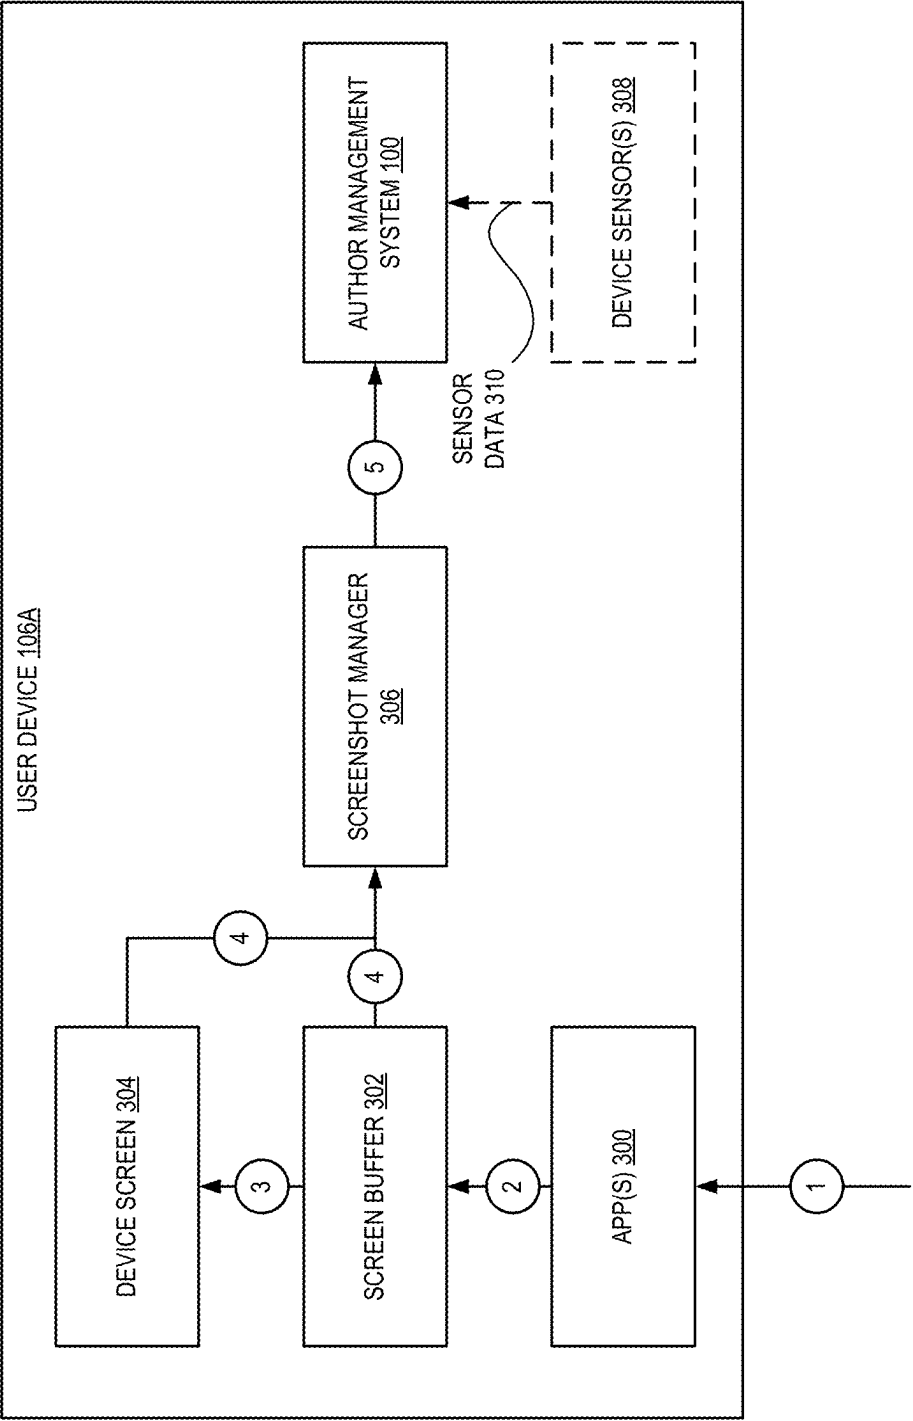 USER DEVICE 106A
DEVICE SCREEN 304
3
4
SCREEN BUFFER 302
4
SCREENSHOT MANAGER
306
5
AUTHOR MANAGEMENT
SYSTEM 100
2
SENSOR
DATA 310
APP(S) 300
DEVICE SENSOR(S) 308
1